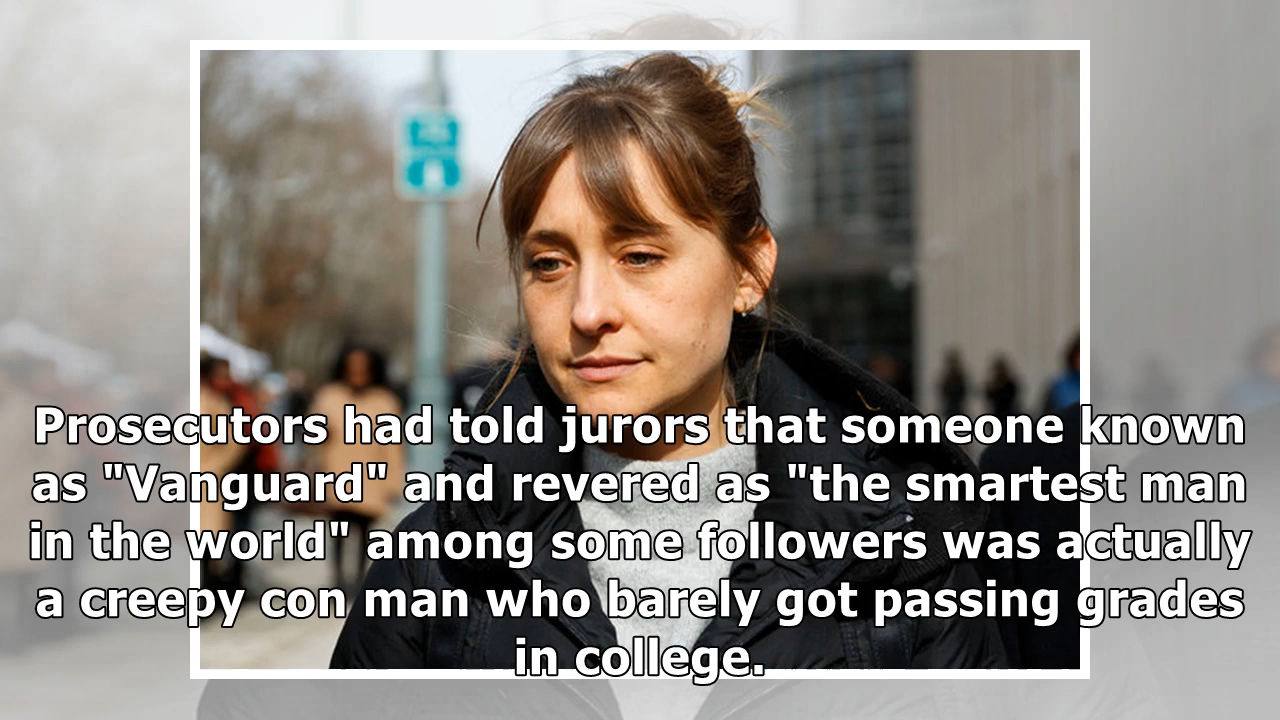 Prosecutors had told jurors that someone known
as "Vanguard" and revered as "the smartest man
in the world" among some followers was actually
a creepy con man who barely got passing grades
in college.